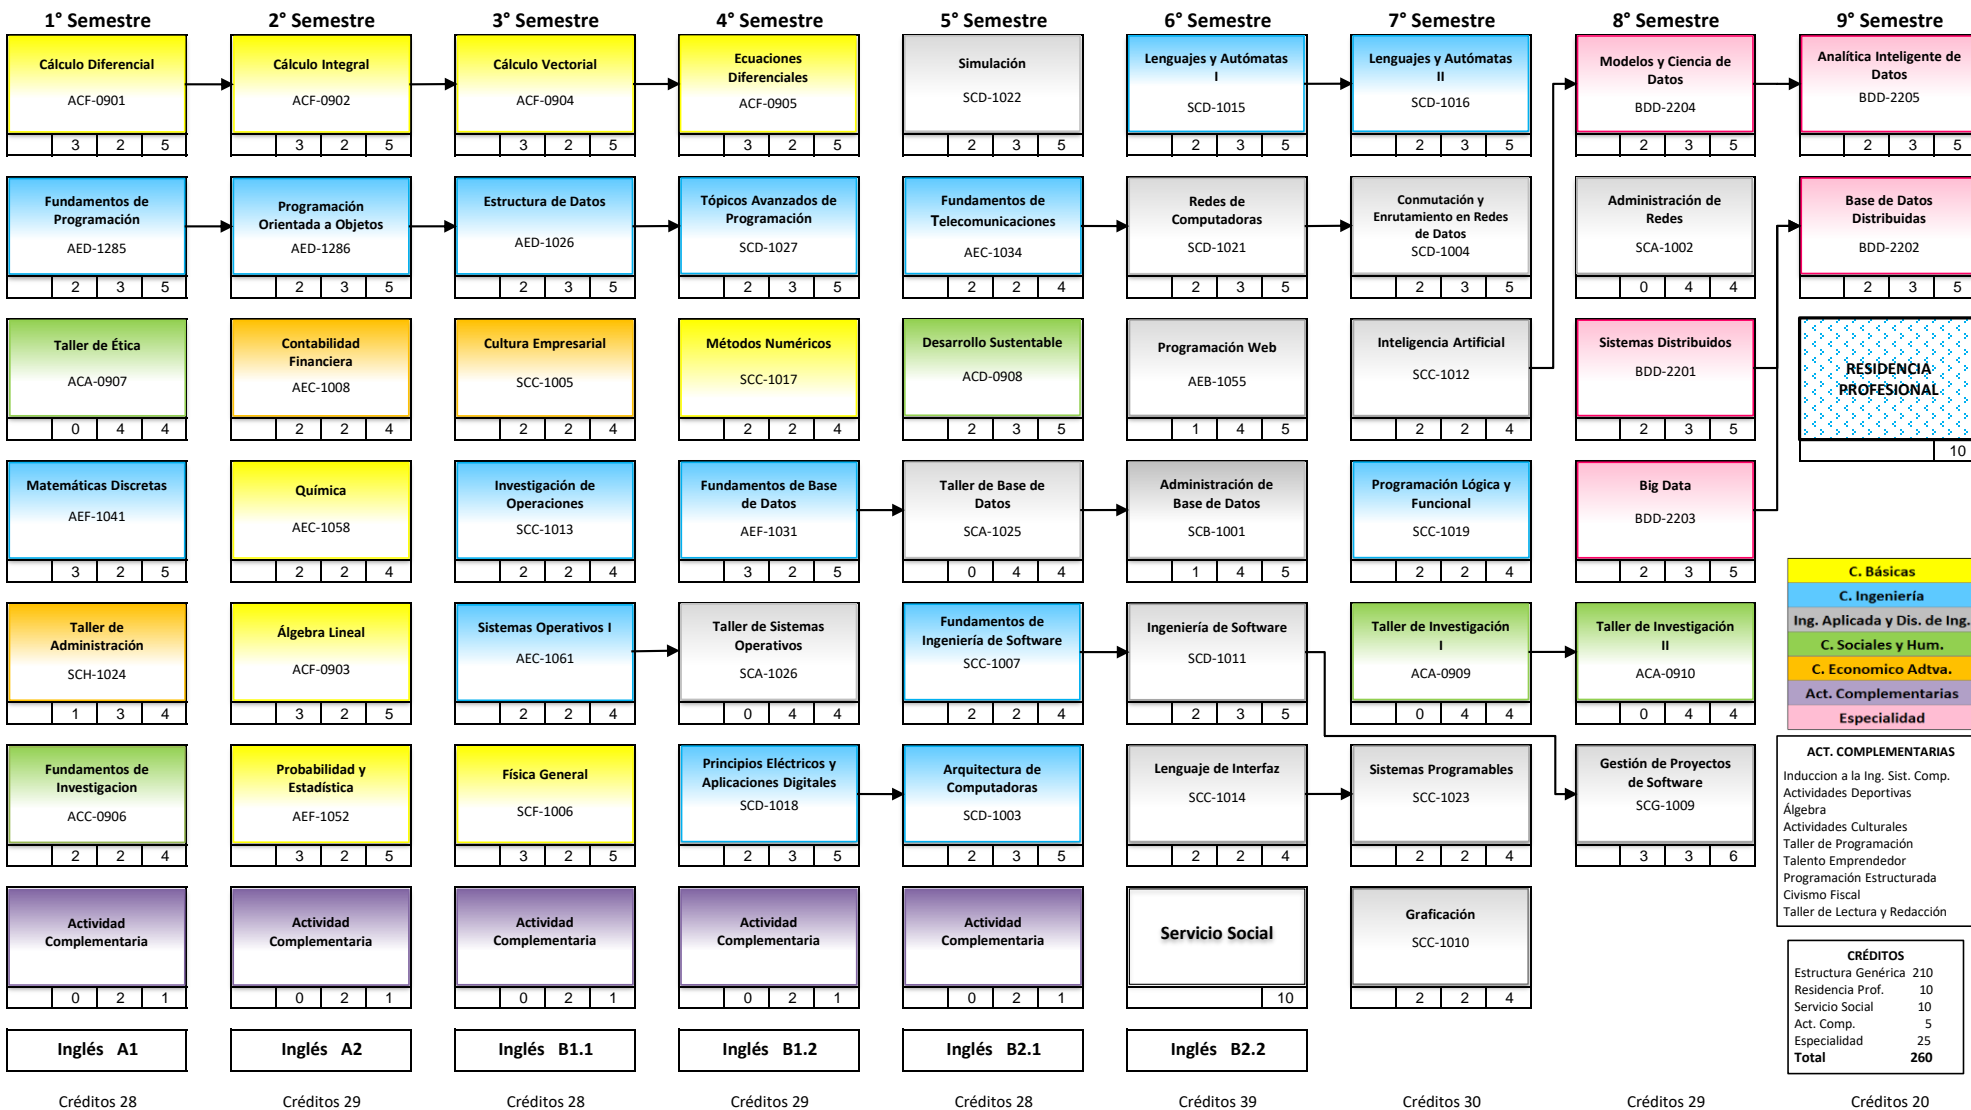 1° Semestre
2° Semestre
3° Semestre
4° Semestre
5° Semestre
6° Semestre
7° Semestre
8° Semestre
9° Semestre
Cálculo Diferencial
ACF-0901
3 2 5
Cálculo Integral
ACF-0902
3 2 5
Cálculo Vectorial
ACF-0904
3 2 5
Ecuaciones
Diferenciales
ACF-0905
3 2 5
Simulación
SCD-1022
2 3 5
Lenguajes y Autómatas
I
SCD-1015
2 3 5
Lenguajes y Autómatas
II
SCD-1016
2 3 5
Modelos y Ciencia de
Datos
BDD-2204
2 3 5
Analítica Inteligente de
Datos
BDD-2205
2 3 5
Fundamentos de
Programación
AED-1285
2 3 5
Programación
Orientada a Objetos
AED-1286
2 3 5
Estructura de Datos
AED-1026
2 3 5
Tópicos Avanzados de
Programación
SCD-1027
2 3 5
Fundamentos de
Telecomunicaciones
AEC-1034
2 2 4
Redes de
Computadoras
SCD-1021
2 3 5
Conmutación y
Enrutamiento en Redes
de Datos
SCD-1004
2 3 5
Administración de
Redes
SCA-1002
0 4 4
Base de Datos
Distribuidas
BDD-2202
2 3 5
Taller de Ética
ACA-0907
0 4 4
Contabilidad
Financiera
AEC-1008
2 2 4
Cultura Empresarial
SCC-1005
2 2 4
Métodos Numéricos
SCC-1017
2 2 4
Desarrollo Sustentable
ACD-0908
2 3 5
Programación Web
AEB-1055
1 4 5
Inteligencia Artificial
SCC-1012
2 2 4
Sistemas Distribuidos
BDD-2201
2 3 5
RESIDENCIA
PROFESIONAL
10
Matemáticas Discretas
AEF-1041
3 2 5
Química
AEC-1058
2 2 4
Investigación de
Operaciones
SCC-1013
2 2 4
Fundamentos de Base
de Datos
AEF-1031
3 2 5
Taller de Base de
Datos
SCA-1025
0 4 4
Administración de
Base de Datos
SCB-1001
1 4 5
Programación Lógica y
Funcional
SCC-1019
2 2 4
Big Data
BDD-2203
2 3 5
Taller de
Administración
SCH-1024
1 3 4
Álgebra Lineal
ACF-0903
3 2 5
Sistemas Operativos I
AEC-1061
2 2 4
Taller de Sistemas
Operativos
SCA-1026
0 4 4
Fundamentos de
Ingeniería de Software
SCC-1007
2 2 4
Ingeniería de Software
SCD-1011
2 3 5
Taller de Investigación
I
ACA-0909
0 4 4
Taller de Investigación
II
ACA-0910
0 4 4
C. Básicas
C. Ingeniería
Ing. Aplicada y Dis. de Ing.
C. Sociales y Hum.
C. Economico Adtva.
Act. Complementarias
Especialidad
Fundamentos de
Investigacion
ACC-0906
2 2 4
Probabilidad y
Estadística
AEF-1052
3 2 5
Física General
SCF-1006
3 2 5
Principios Eléctricos y
Aplicaciones Digitales
SCD-1018
2 3 5
Arquitectura de
Computadoras
SCD-1003
2 3 5
Lenguaje de Interfaz
SCC-1014
2 2 4
Sistemas Programables
SCC-1023
2 2 4
Gestión de Proyectos
de Software
SCG-1009
3 3 6
ACT. COMPLEMENTARIAS
Induccion a la Ing. Sist. Comp.
Actividades Deportivas
Álgebra
Actividades Culturales
Taller de Programación
Talento Emprendedor
Programación Estructurada
Civismo Fiscal
Taller de Lectura y Redacción
Actividad
Complementaria
0 2 1
Actividad
Complementaria
0 2 1
Actividad
Complementaria
0 2 1
Actividad
Complementaria
0 2 1
Actividad
Complementaria
0 2 1
Servicio Social
10
Graficación
SCC-1010
2 2 4
CRÉDITOS
Estructura Genérica 210
Residencia Prof. 10
Servicio Social 10
Act. Comp. 5
Especialidad 25
Total 260
Inglés A1
Inglés A2
Inglés B1.1
Inglés B1.2
Inglés B2.1
Inglés B2.2
Créditos 28
Créditos 29
Créditos 28
Créditos 29
Créditos 28
Créditos 39
Créditos 30
Créditos 29
Créditos 20